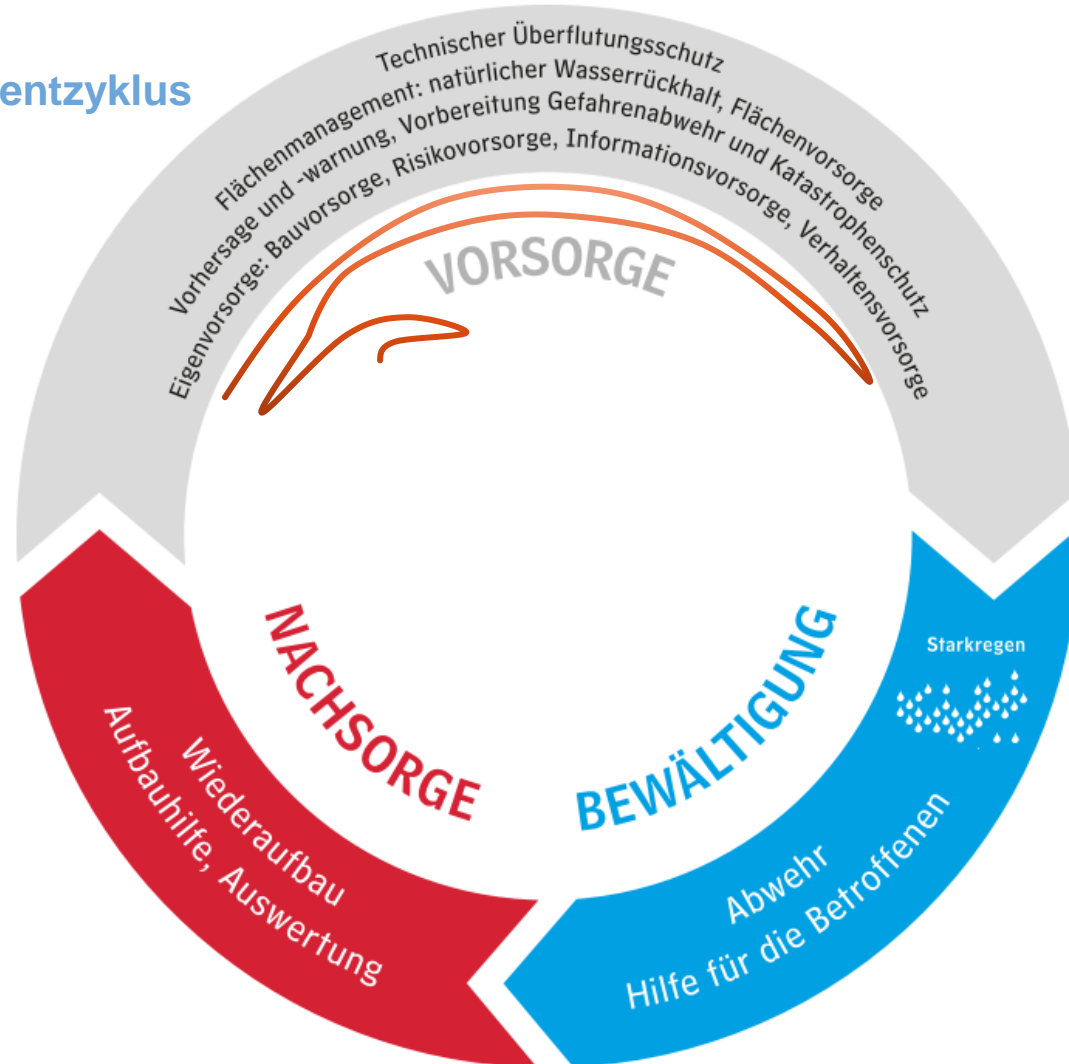 entzyklus
Technischer Überflutungsschutz
Flächenmanagement: natürlicher Wasserrückhalt, Flächenvorsorge
Vorhersage und -warnung, Vorbereitung Gefahrenabwehr und Katastrophenschutz
Eigenvorsorge: Bauvorsorge, Risikovorsorge, Informationsvorsorge, Verhaltensvorsorge
VORSORGE
Starkregen
BEWÄLTIGUNG
Abwehr
Hilfe für die Betroffenen
NACHSORGE
Wiederaufbau
Aufbauhilfe, Auswertung